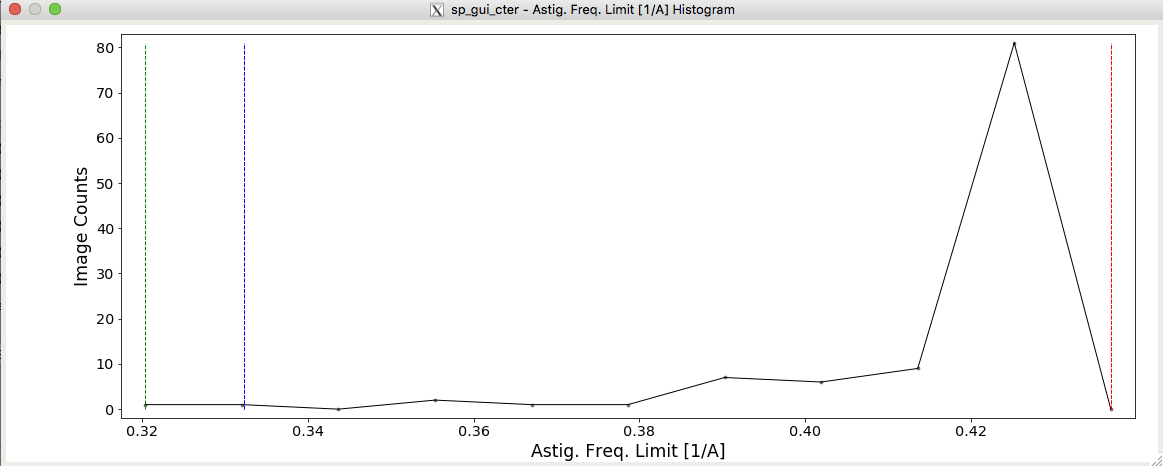 sp_gui_cter - Astig. Freq. Limit [1/A] Histogram
80
70
60
50
40
30
20
10
0
Image Counts
0.32 0.34 0.36 0.38 0.40 0.42
Astig. Freq. Limit [1/A]